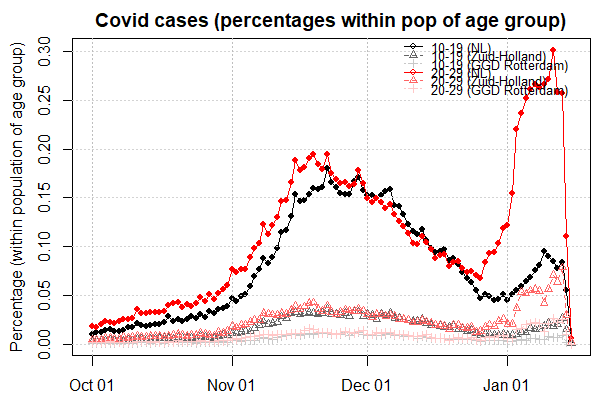 Covid cases (percentages within pop of age group)
Percentage (within population of age group)
0.30
0.25
0.20
0.15
0.10
0.05
0.00
10-19 (NL)
10-19 (Zuid-Holland)
10-19 (GGD Rotterdam)
20-29 (NL)
20-29 (Zuid-Holland)
20-29 (GGD Rotterdam)
Oct 01 Nov 01 Dec 01 Jan 01